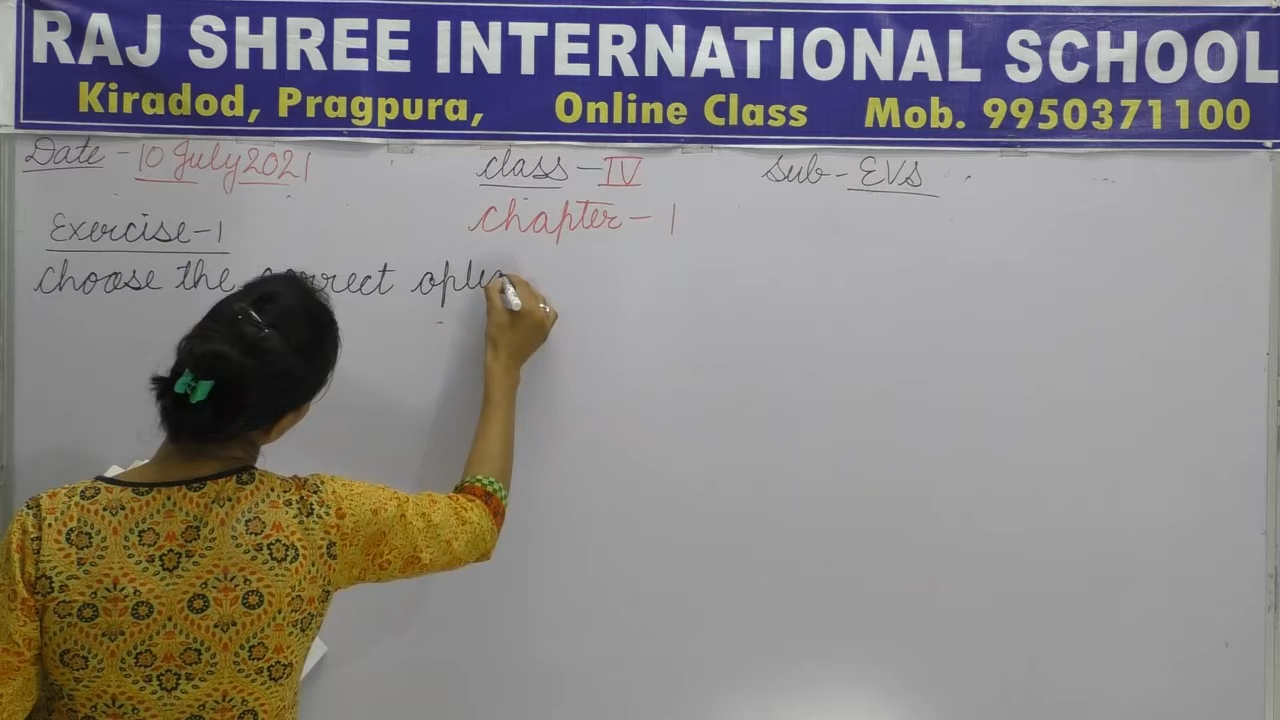 RAJ SHREE INTERNATIONAL SCHOOL
Kiradod, Pragpura, Online Class Mob. 9950371100
Date - 10 July 2021 class - IV Sub - EVS
Exercise-1 chapter - 1
choose the correct